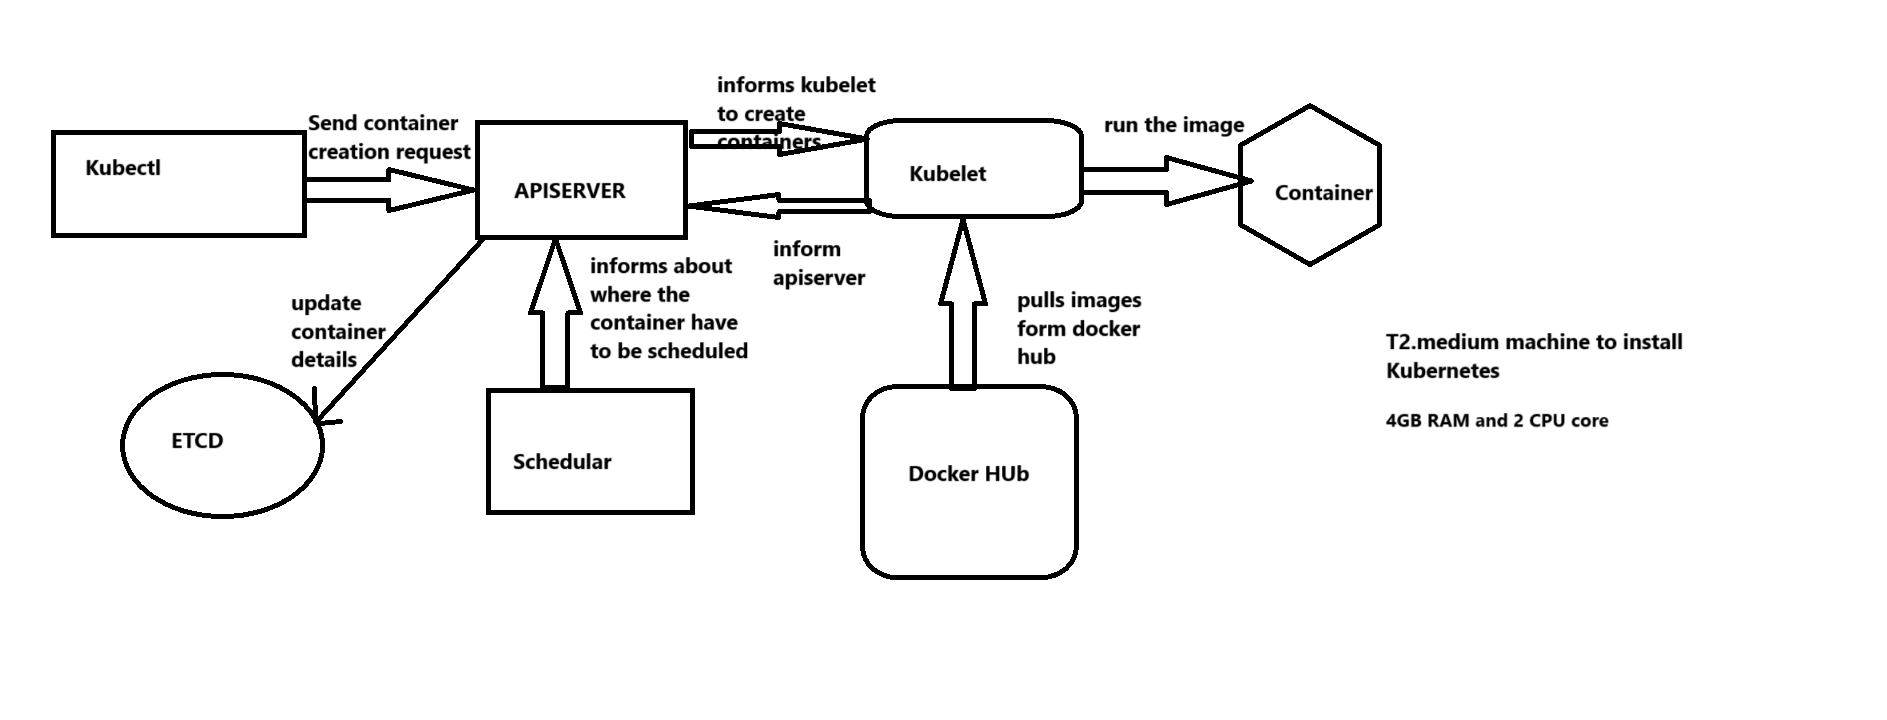 Kubectl
Send container
creation request
APISERVER
informs kubelet
to create
containers
Kubelet
run the image
Container
inform
apiserver
informs about
where the
container have
to be scheduled
update
container
details
ETCD
Schedular
pulls images
form docker
hub
Docker HUb
T2.medium machine to install
Kubernetes
4GB RAM and 2 CPU core